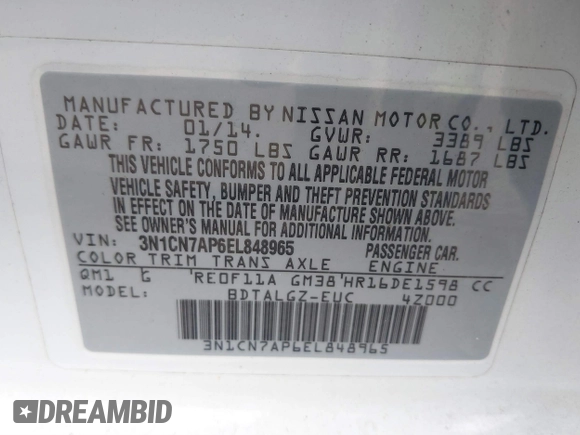 MANUFACTURED BY NISSAN MOTOR CO., LTD.
DATE: 01/14. GVWR: 3389 LBS
GAWR FR: 1750 LBS GAWR RR: 1687 LBS
THIS VEHICLE CONFORMS TO ALL APPLICABLE FEDERAL MOTOR
VEHICLE SAFETY, BUMPER AND THEFT PREVENTION STANDARDS
IN EFFECT ON THE DATE OF MANUFACTURE SHOWN ABOVE.
SEE OWNER'S MANUAL FOR ADDITIONAL INFORMATION.
VIN: 3N1CN7AP6EL848965 PASSENGER CAR.
COLOR TRIM TRANS AXLE ENGINE
QM1 G 'RE0F11A GM38'HR16DE1598 CC
MODEL: BDTALGZ-EUC 4Z000
3N1CN7AP6EL848965
DREAMBID